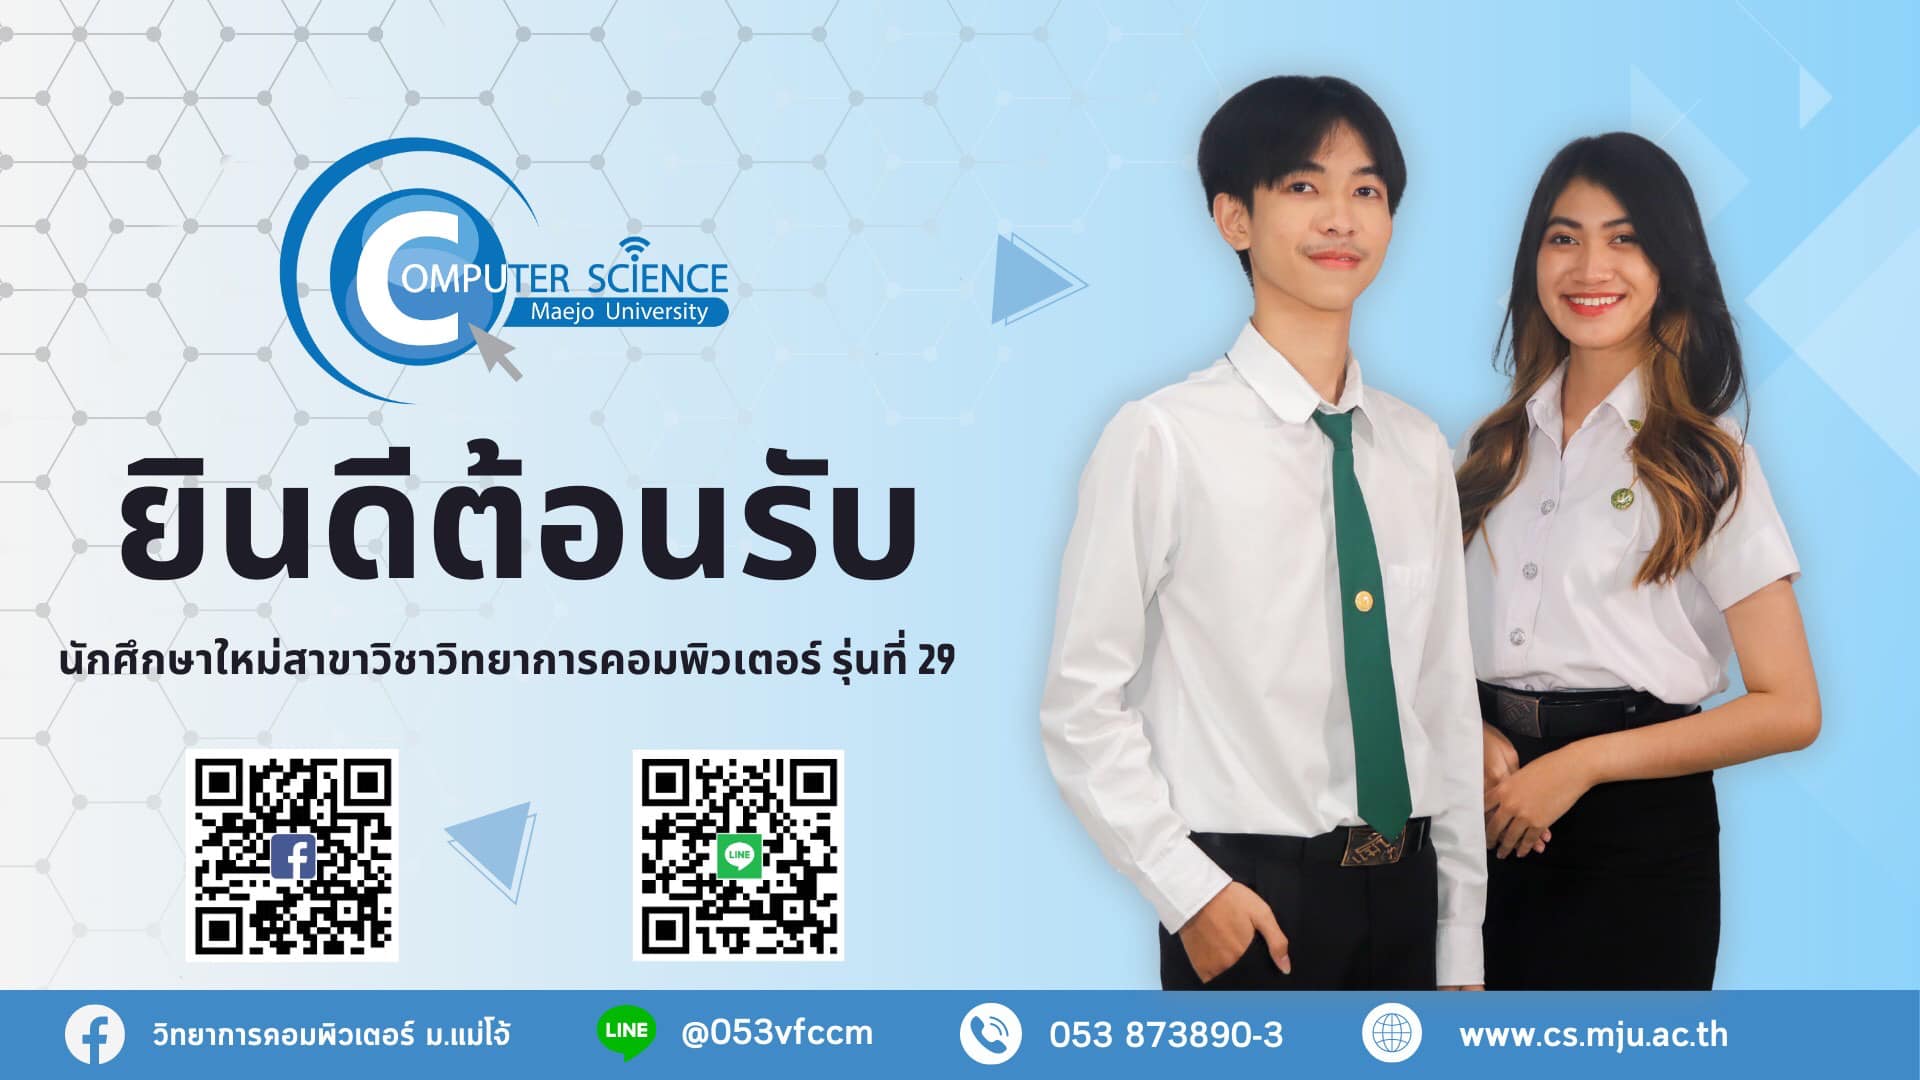 COMPUTER SCIENCE
Maejo University
ยินดีต้อนรับ
นักศึกษาใหม่สาขาวิชาวิทยาการคอมพิวเตอร์ รุ่นที่ 29
LINE
วิทยาการคอมพิวเตอร์ ม.แม่โจ้ LINE @053vfccm 053 873890-3 www.cs.mju.ac.th